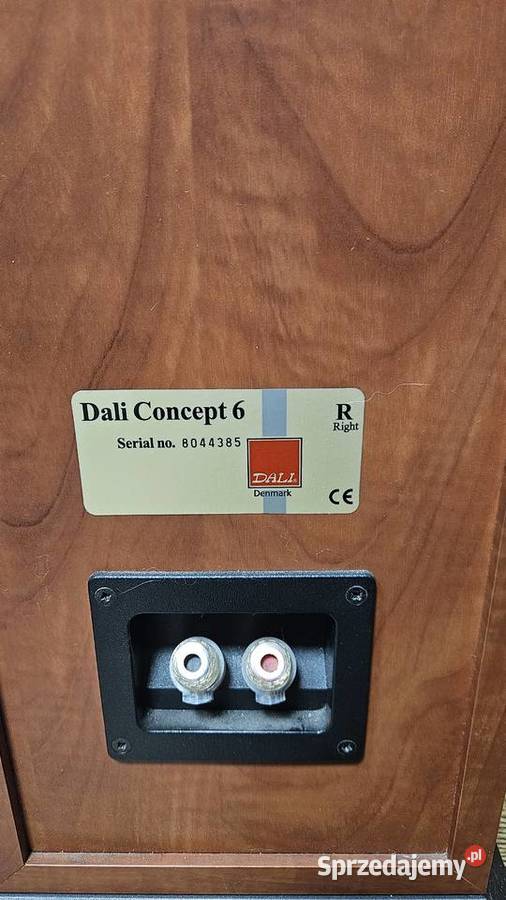 Dali Concept 6
R
Right
Serial no. 8044385
DALI
Denmark
CE
Sprzedajemy.pl